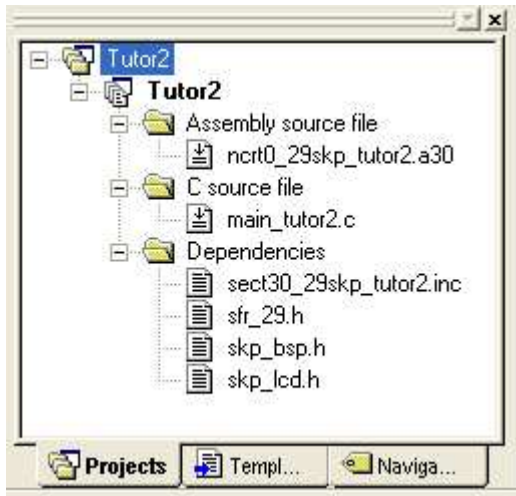 Tutor2
Tutor2
Assembly source file
ncrt0_29skp_tutor2.a30
C source file
main_tutor2.c
Dependencies
sect30_29skp_tutor2.inc
sfr_29.h
skp_bsp.h
skp_lcd.h
Projects Templ... Naviga...